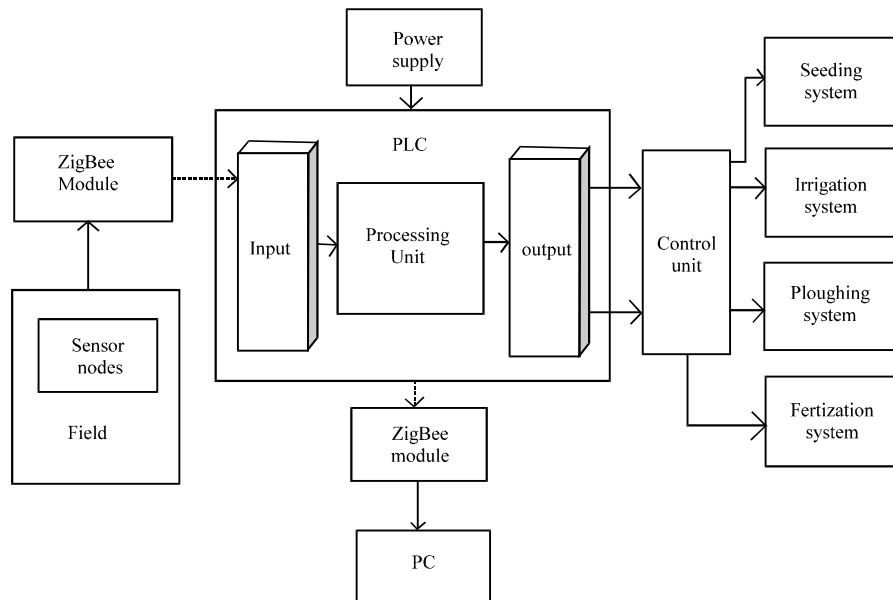 Power
supply
Seeding
system
PLC
ZigBee
Module
Irrigation
system
Input
Processing
Unit
output
Control
unit
Ploughing
system
Sensor
nodes
Field
ZigBee
module
Fertization
system
PC